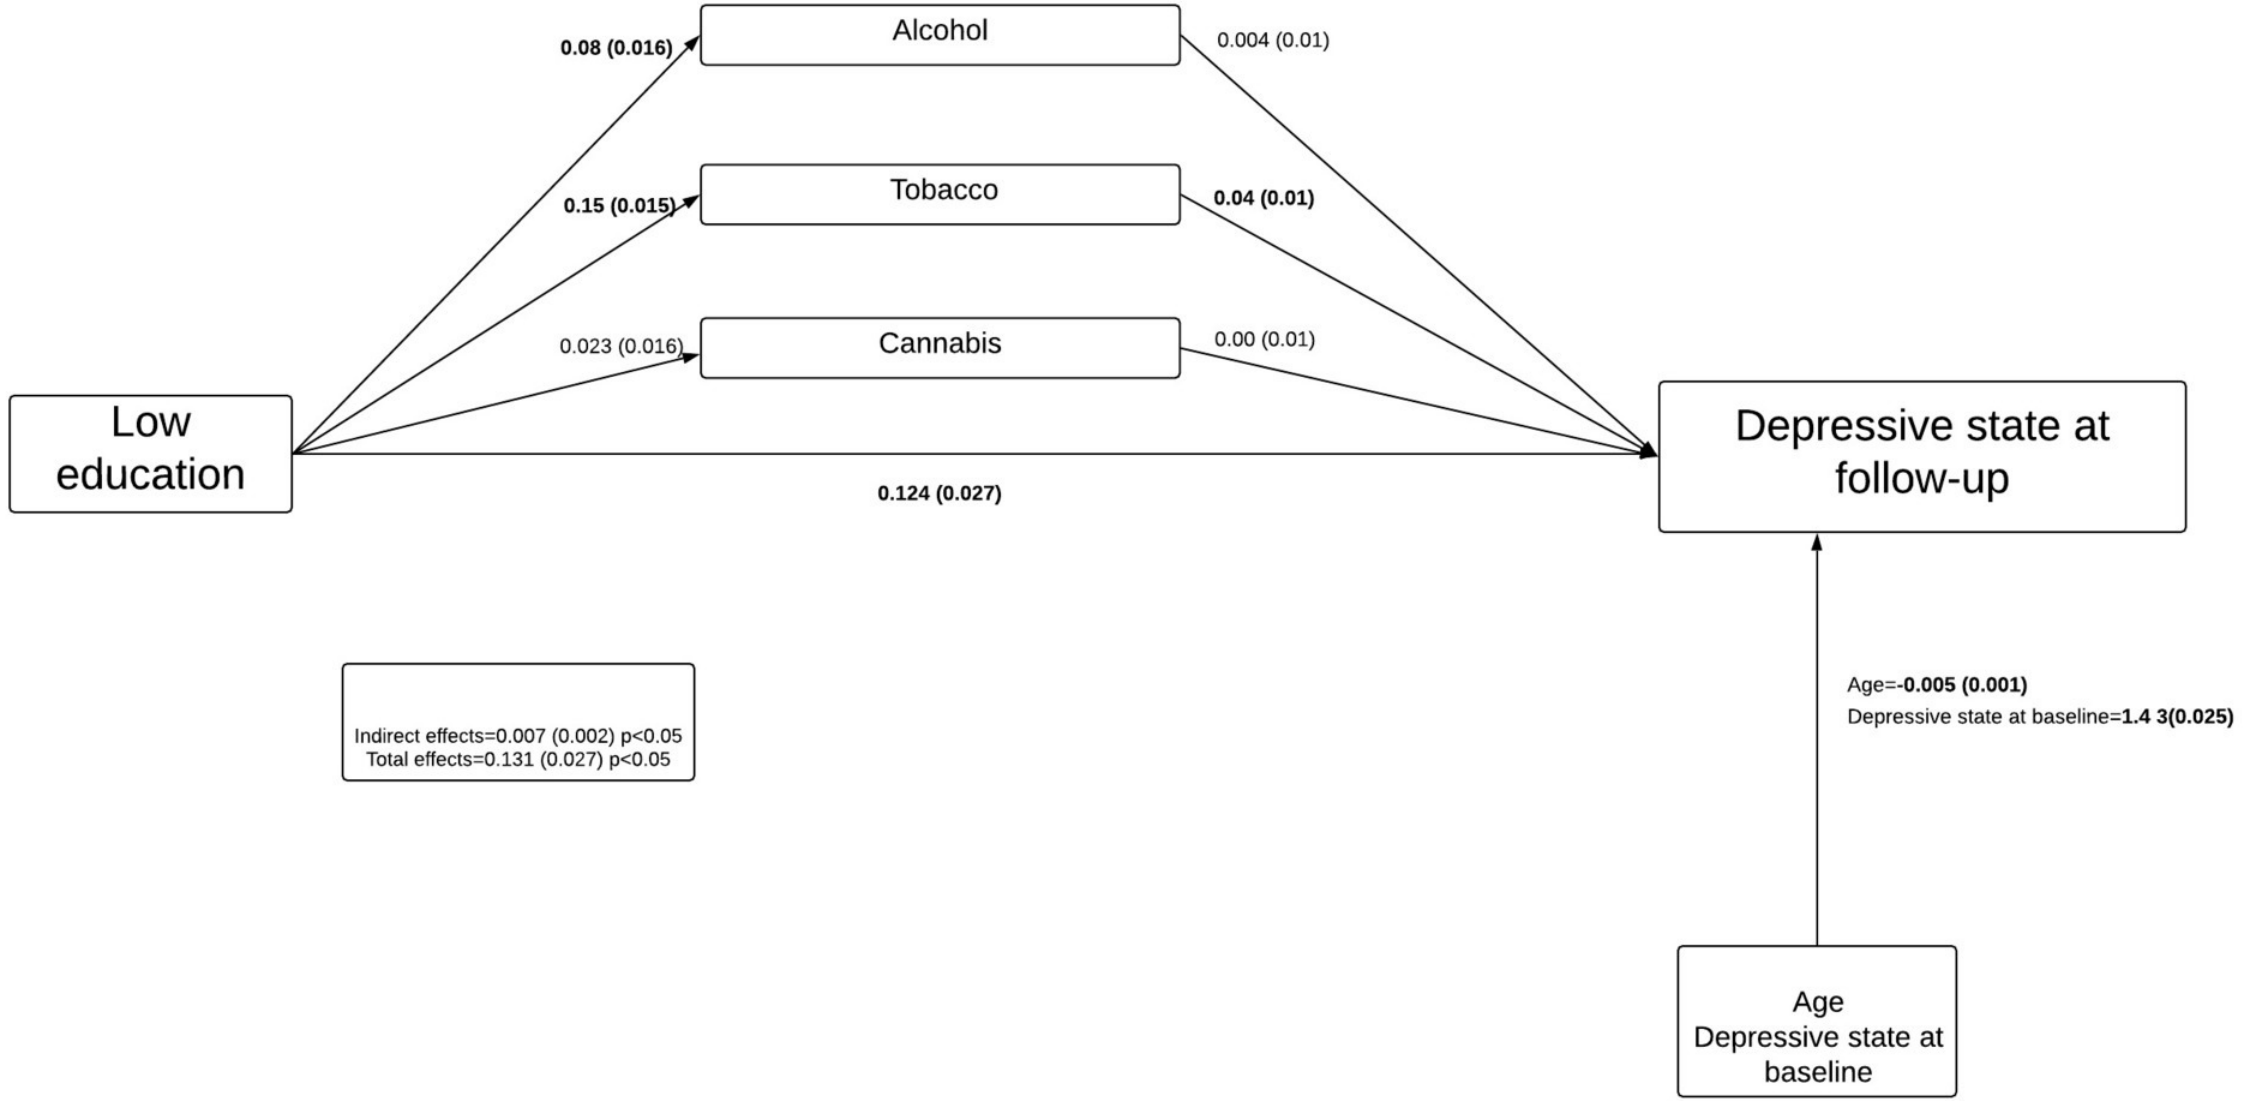 Alcohol
0.08 (0.016)
0.004 (0.01)
Tobacco
0.15 (0.015)
0.04 (0.01)
Cannabis
0.023 (0.016)
0.00 (0.01)
Low
education
Depressive state at
follow-up
0.124 (0.027)
Indirect effects=0.007 (0.002) p<0.05
Total effects=0.131 (0.027) p<0.05
Age=-0.005 (0.001)
Depressive state at baseline=1.4 3(0.025)
Age
Depressive state at
baseline